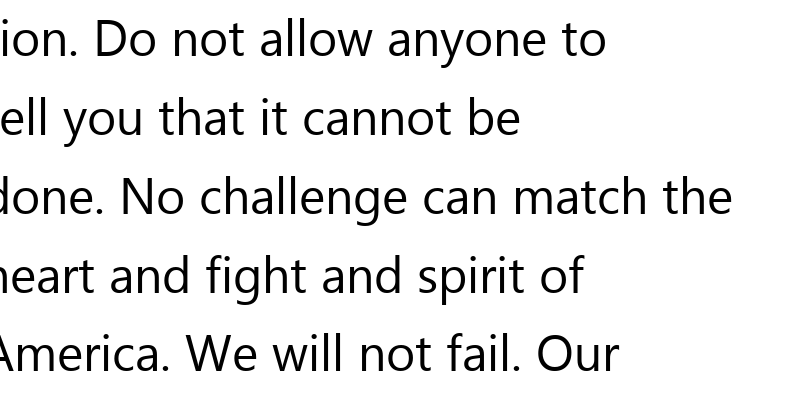 ion. Do not allow anyone to
ell you that it cannot be
done. No challenge can match the
heart and fight and spirit of
America. We will not fail. Our